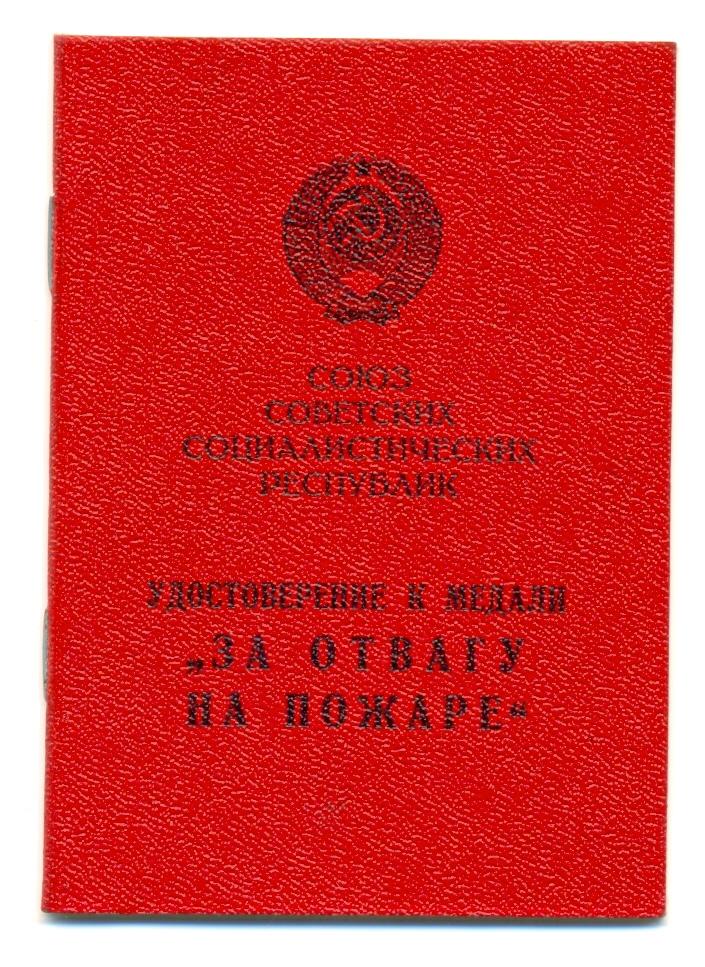 СОЮЗ
СОВЕТСКИХ
СОЦИАЛИСТИЧЕСКИХ
РЕСПУБЛИК
УДОСТОВЕРЕНИЕ К МЕДАЛИ
„ЗА ОТВАГУ
НА ПОЖАРЕ“